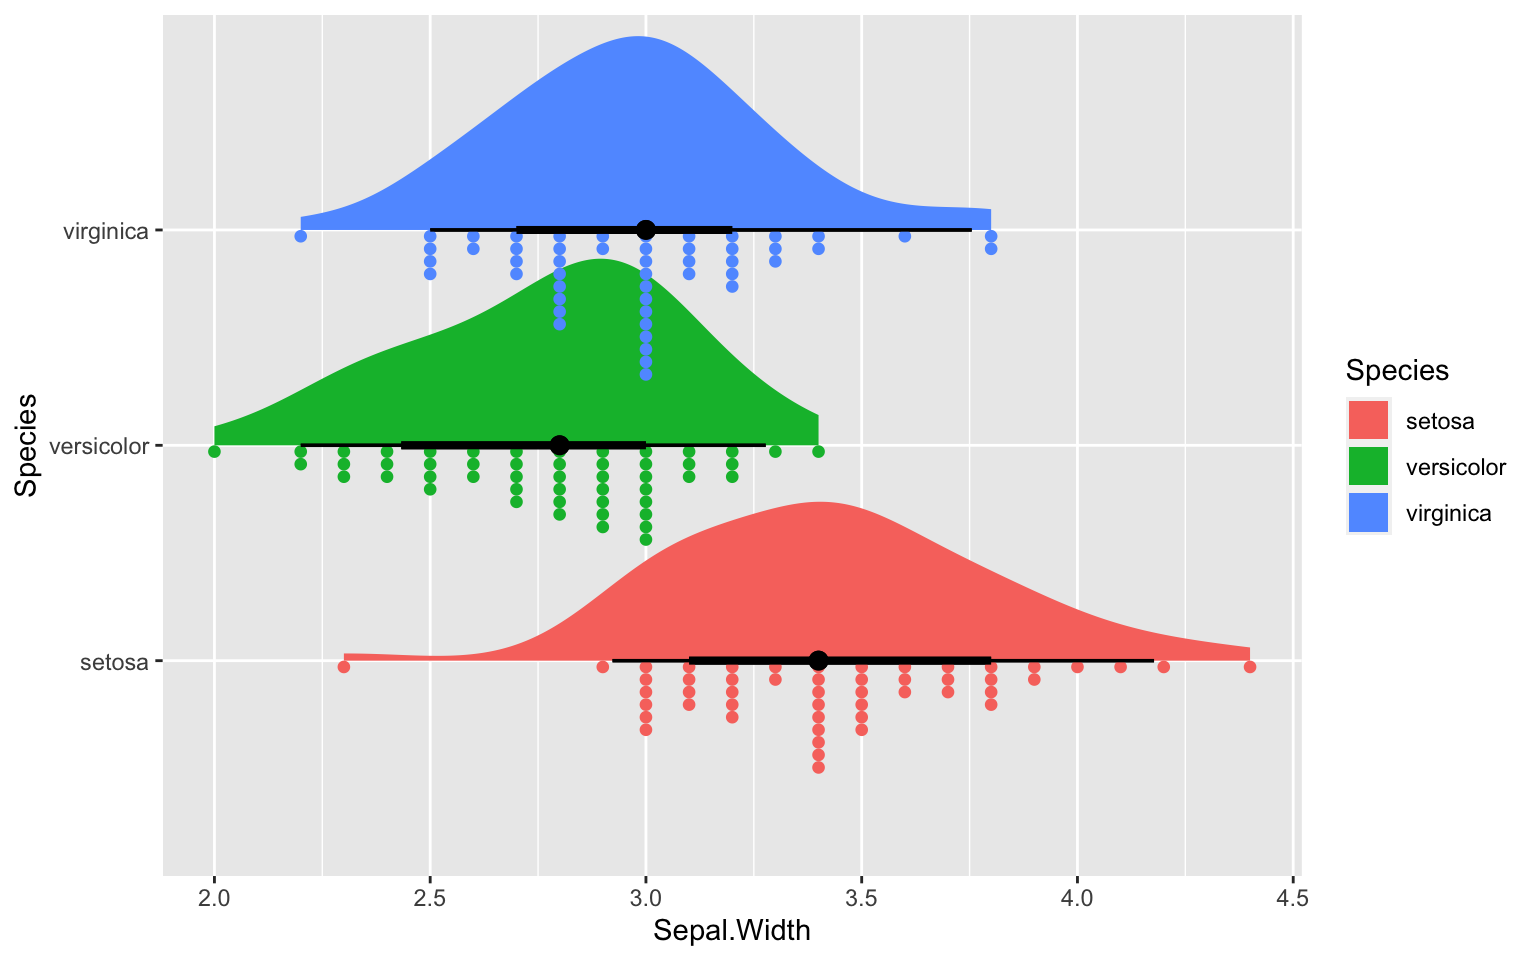 virginica
versicolor
setosa
Species
2.0 2.5 3.0 3.5 4.0 4.5
Sepal.Width
Species
setosa
versicolor
virginica